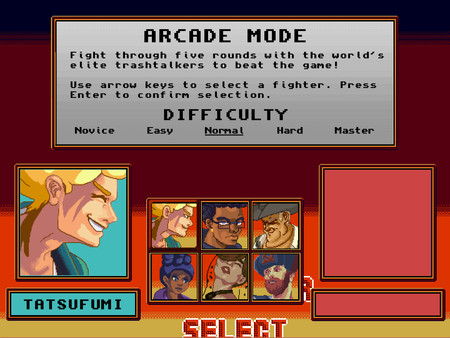 ARCADE MODE
Fight through five rounds with the world's
elite trashtalkers to beat the game!
Use arrow keys to select a fighter. Press
Enter to confirm selection.
DIFFICULTY
Novice Easy Normal Hard Master
TATSUFUMI
SELECT